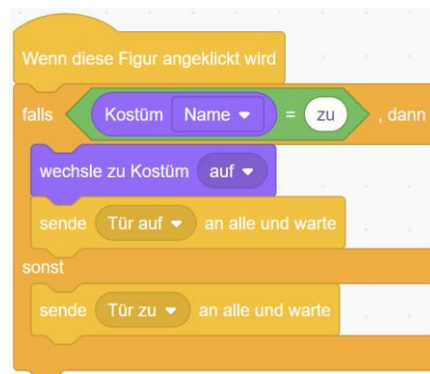 Wenn diese Figur angeklickt wird
falls Kostüm Name = zu , dann
wechsle zu Kostüm auf
sende Tür auf an alle und warte
sonst
sende Tür zu an alle und warte